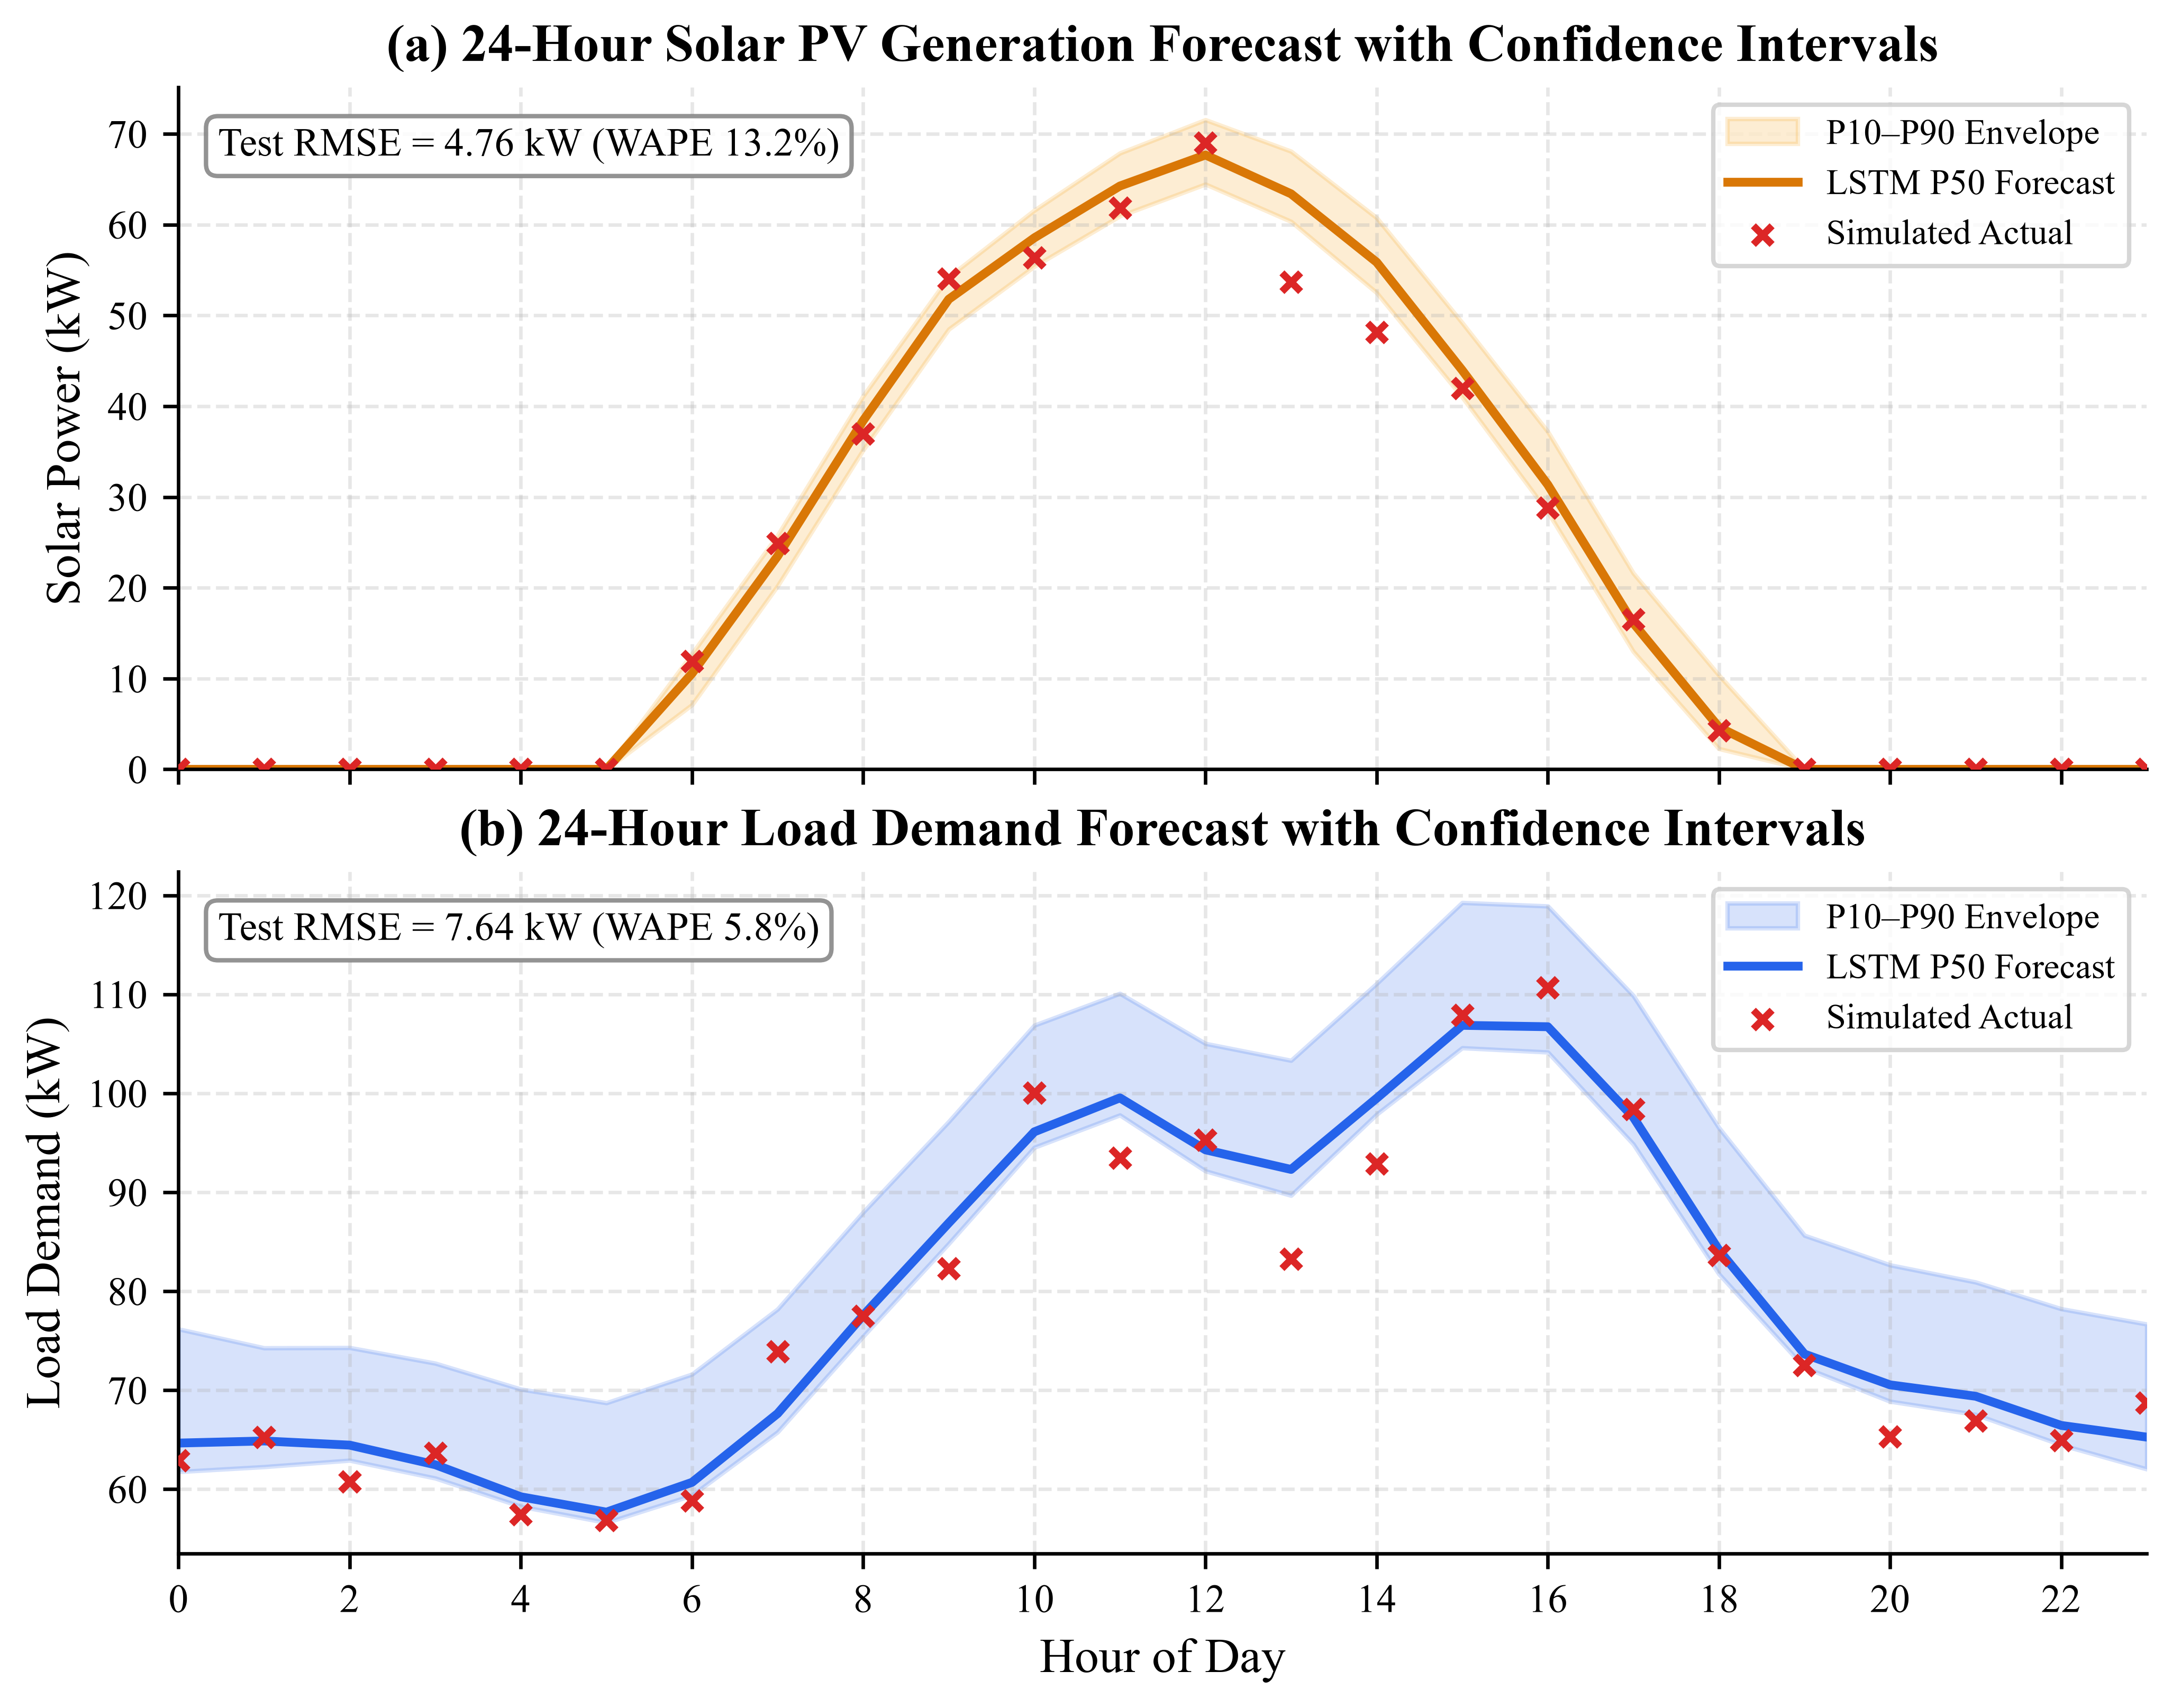 (a) 24-Hour Solar PV Generation Forecast with Confidence Intervals
Test RMSE = 4.76 kW (WAPE 13.2%)
P10–P90 Envelope
LSTM P50 Forecast
Simulated Actual
Solar Power (kW)
70
60
50
40
30
20
10
0
(b) 24-Hour Load Demand Forecast with Confidence Intervals
Test RMSE = 7.64 kW (WAPE 5.8%)
P10–P90 Envelope
LSTM P50 Forecast
Simulated Actual
Load Demand (kW)
120
110
100
90
80
70
60
0 2 4 6 8 10 12 14 16 18 20 22
Hour of Day